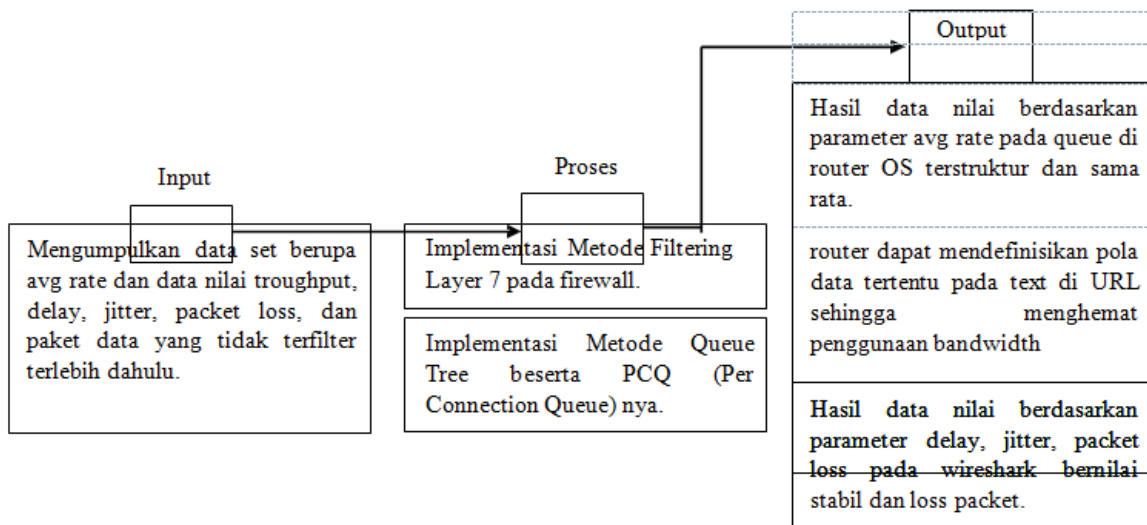 Input
Mengumpulkan data set berupa
avg rate dan data nilai troughput,
delay, jitter, packet loss, dan
paket data yang tidak terfilter
terlebih dahulu.
Proses
Implementasi Metode Filtering
Layer 7 pada firewall.
Implementasi Metode Queue
Tree beserta PCQ (Per
Connection Queue) nya.
Output
Hasil data nilai berdasarkan
parameter avg rate pada queue di
router OS terstruktur dan sama
rata.
router dapat mendefinisikan pola
data tertentu pada text di URL
sehingga menghemat
penggunaan bandwidth
Hasil data nilai berdasarkan
parameter delay, jitter, packet
loss pada wireshark bernilai
stabil dan loss packet.